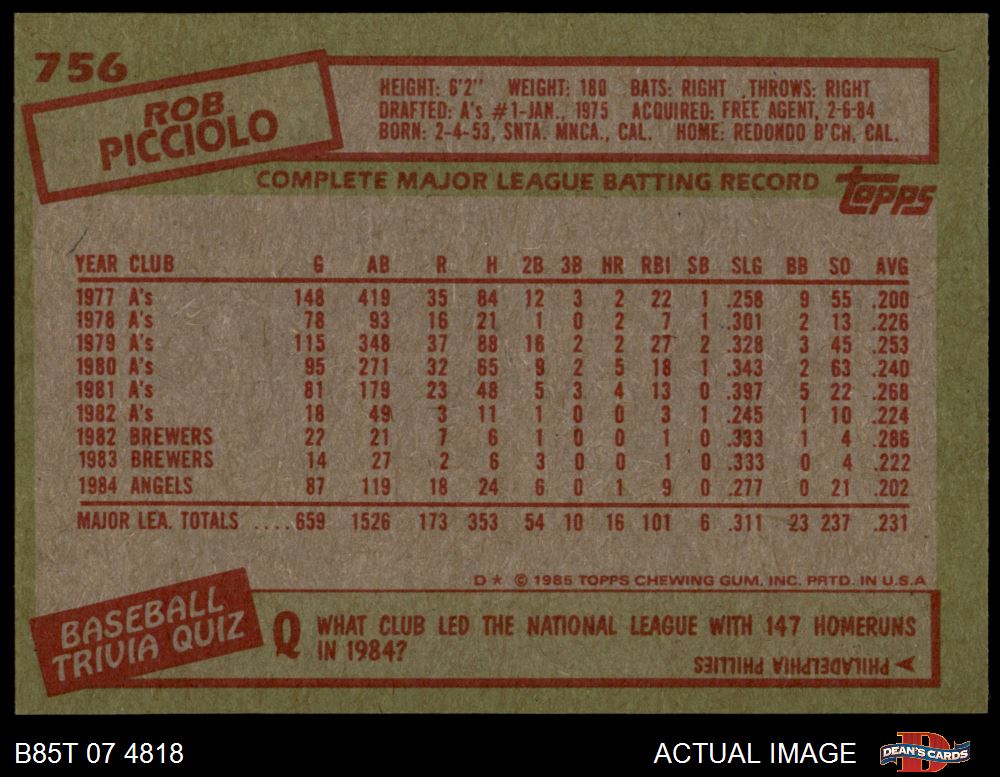 756
ROB
PICCIOLO
HEIGHT: 6'2" WEIGHT: 180 BATS: RIGHT THROWS: RIGHT
DRAFTED: A's #1-JAN., 1975 ACQUIRED: FREE AGENT, 2-6-84
BORN: 2-4-53, SNTA. MNCA., CAL. HOME: REDONDO B'CH, CAL.
COMPLETE MAJOR LEAGUE BATTING RECORD
Topps
YEAR CLUB G AB R H 2B 3B HR RBI SB SLG BB SO AVG
1977 A's 148 419 35 84 12 3 2 22 1 .258 9 55 .200
1978 A's 78 93 16 21 1 0 2 7 1 .301 2 13 .226
1979 A's 115 348 37 88 16 2 2 27 2 .328 3 45 .253
1980 A's 95 271 32 65 9 2 5 18 1 .343 2 63 .240
1981 A's 81 179 23 48 5 3 4 13 0 .397 5 22 .268
1982 A's 18 49 3 11 1 0 0 3 1 .245 1 10 .224
1982 BREWERS 22 21 7 6 1 0 0 1 0 .333 1 4 .286
1983 BREWERS 14 27 2 6 3 0 0 1 0 .333 0 4 .222
1984 ANGELS 87 119 18 24 6 0 1 9 0 .277 0 21 .202
MAJOR LEA. TOTALS ....659 1526 173 353 54 10 16 101 6 .311 23 237 .231
D* © 1985 TOPPS CHEWING GUM, INC. PRTD. IN U.S.A
BASEBALL
TRIVIA QUIZ
Q WHAT CLUB LED THE NATIONAL LEAGUE WITH 147 HOMERUNS
IN 1984?
PHILADELPHIA PHILLIES
B85T 07 4818
ACTUAL IMAGE
D
DEAN'S CARDS